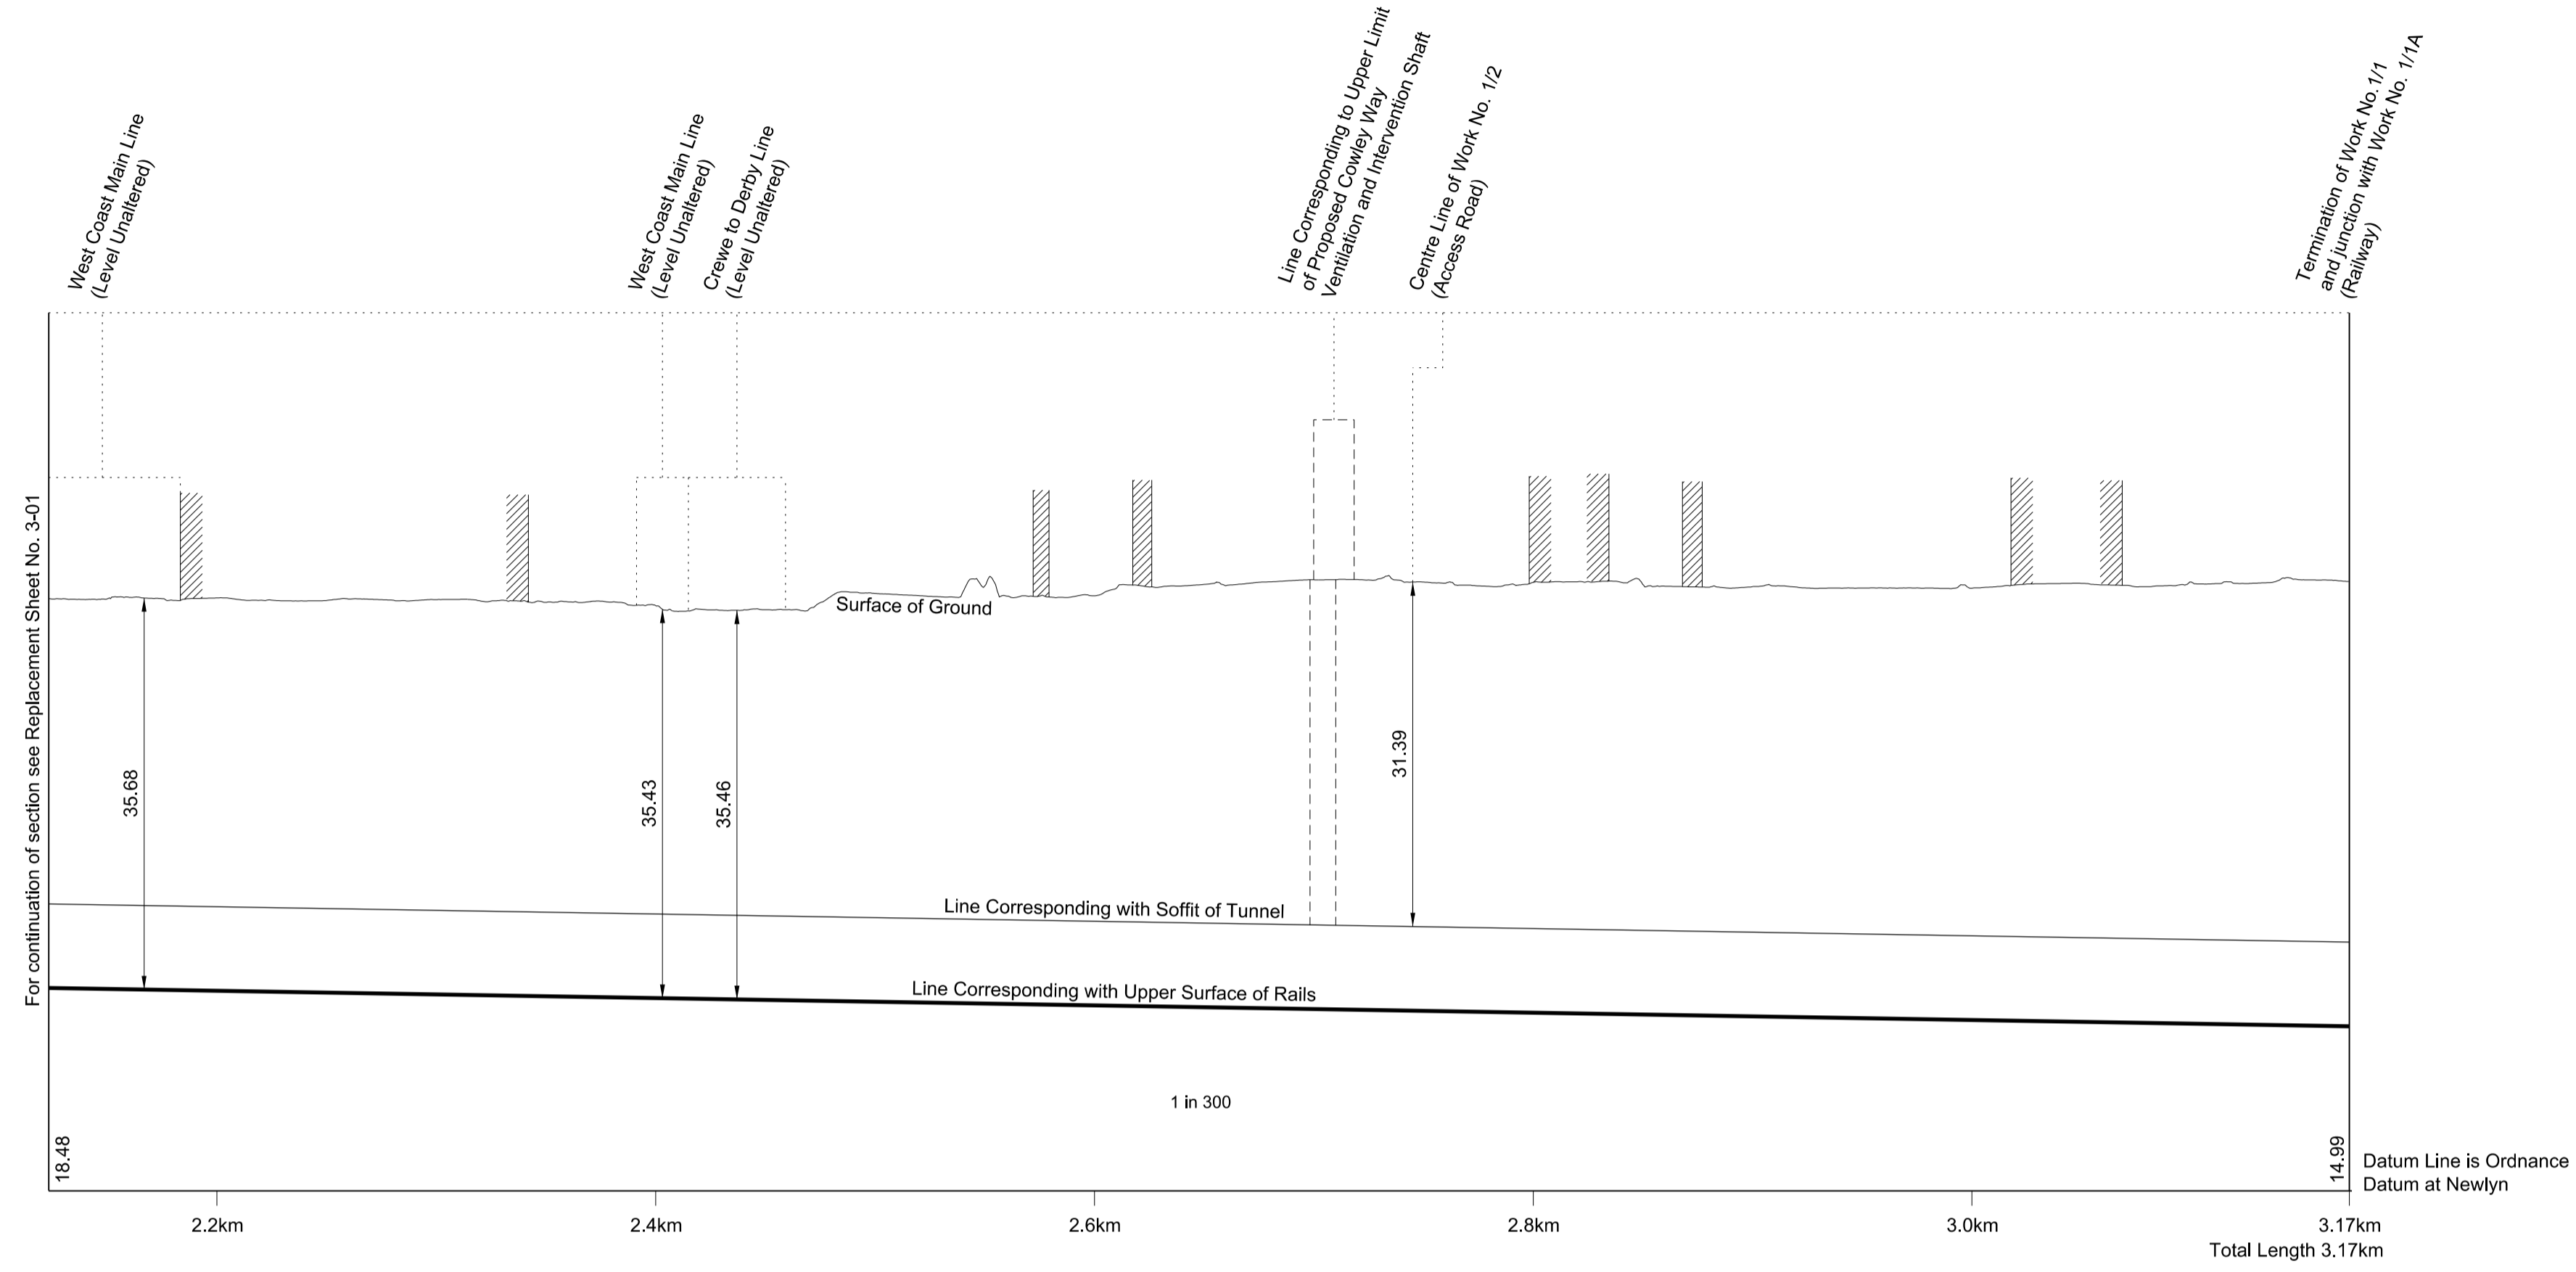 West Coast Main Line
(Level Unaltered)
West Coast Main Line
(Level Unaltered)
Crewe to Derby Line
(Level Unaltered)
Line Corresponding to Upper Limit
of Proposed Cowley Way
Ventilation and Intervention Shaft
Centre Line of Work No. 1/2
(Access Road)
Termination of Work No. 1/1
and junction with Work No. 1/1A
(Railway)
For continuation of section see Replacement Sheet No. 3-01
Surface of Ground
35.68
35.43
35.46
31.39
Line Corresponding with Soffit of Tunnel
Line Corresponding with Upper Surface of Rails
1 in 300
18.48
14.99
Datum Line is Ordnance
Datum at Newlyn
2.2km
2.4km
2.6km
2.8km
3.0km
3.17km
Total Length 3.17km